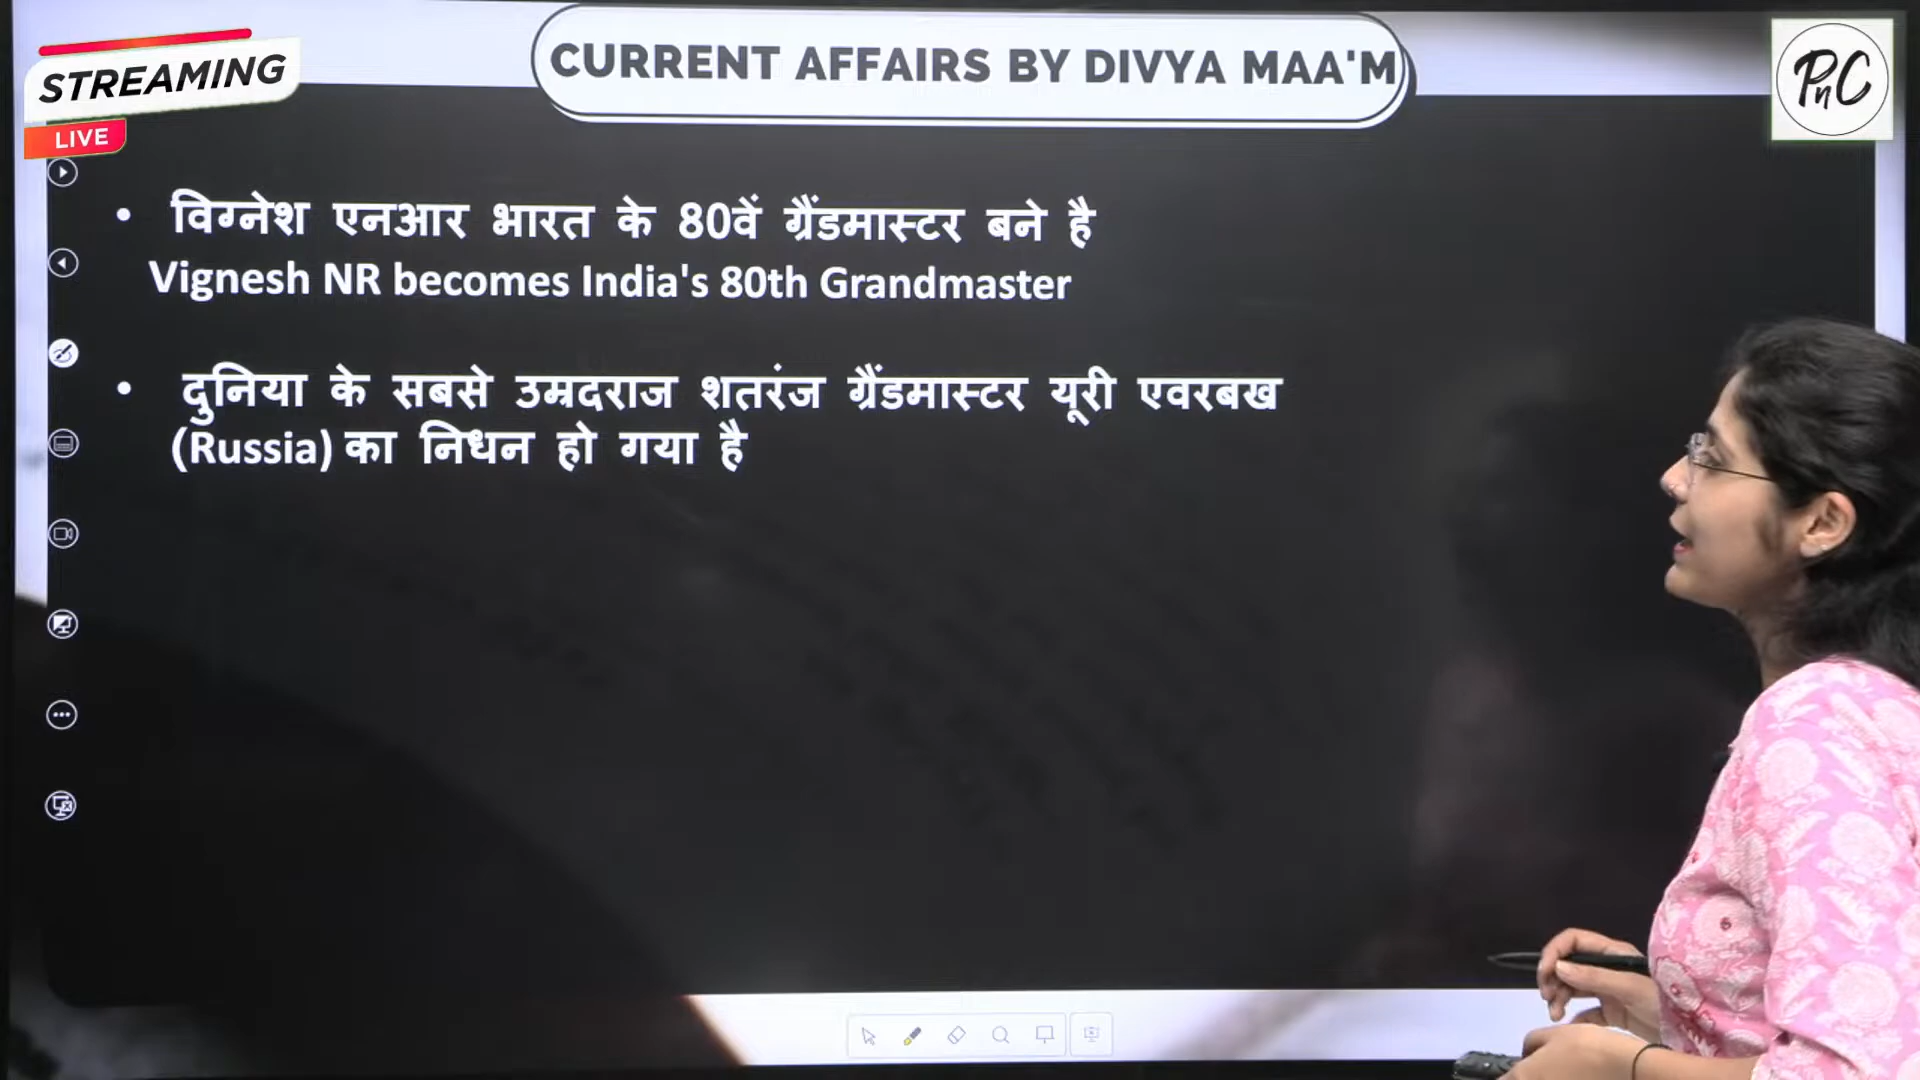 STREAMING
LIVE
CURRENT AFFAIRS BY DIVYA MAA'M
PnC
• विग्नेश एनआर भारत के 80वें ग्रैंडमास्टर बने है
Vignesh NR becomes India's 80th Grandmaster
• दुनिया के सबसे उम्रदराज शतरंज ग्रैंडमास्टर यूरी एवरबख
(Russia) का निधन हो गया है